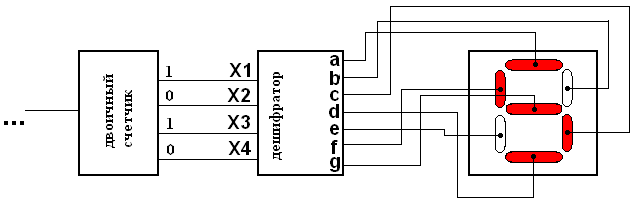 ...
двоичный
счетчик
1 X1
0 X2
1 X3
0 X4
дешифратор
a
b
c
d
e
f
g